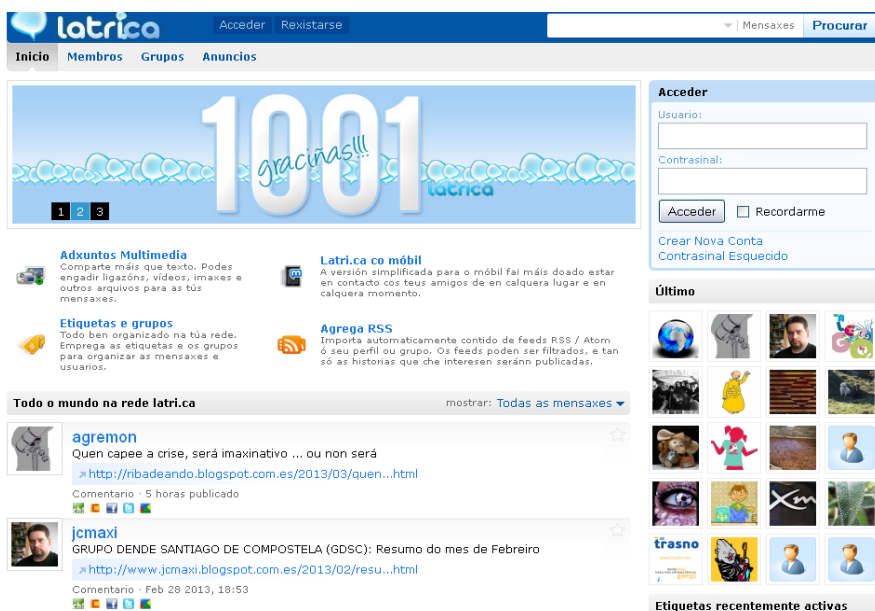 latrica
Acceder Rexistarse
Mensaxes Procurar
Inicio Membros Grupos Anuncios
1001
graciñas!!!
latrica
1 2 3
Adxuntos Multimedia
Comparte máis que texto. Podes
engadir ligazóns, vídeos, imaxes e
outros arquivos para as tús
mensaxes.
Latri.ca co móbil
A versión simplificada para o móbil fai máis doado estar
en contacto cos teus amigos de en calquera lugar e en
calquera momento.
Etiquetas e grupos
Todo ben organizado na túa rede.
Emprega as etiquetas e os grupos
para organizar as mensaxes e
usuarios.
Agrega RSS
Importa automaticamente contido de feeds RSS / Atom
ó seu perfil ou grupo. Os feeds poden ser filtrados, e tan
só as historias que che interesen seránn publicadas.
Todo o mundo na rede latri.ca
mostrar: Todas as mensaxes
agremon
Quen capee a crise, será imaxinativo ... ou non será
http://ribadeando.blogspot.com.es/2013/03/quen...html
Comentario · 5 horas publicado
jcmaxi
GRUPO DENDE SANTIAGO DE COMPOSTELA (GDSC): Resumo do mes de Febreiro
http://www.jcmaxi.blogspot.com.es/2013/02/resu...html
Comentario · Feb 28 2013, 18:53
Acceder
Usuario:
Contrasinal:
Acceder Recordarme
Crear Nova Conta
Contrasinal Esquecido
Último
Xm
trasno
Etiquetas recentemente activas